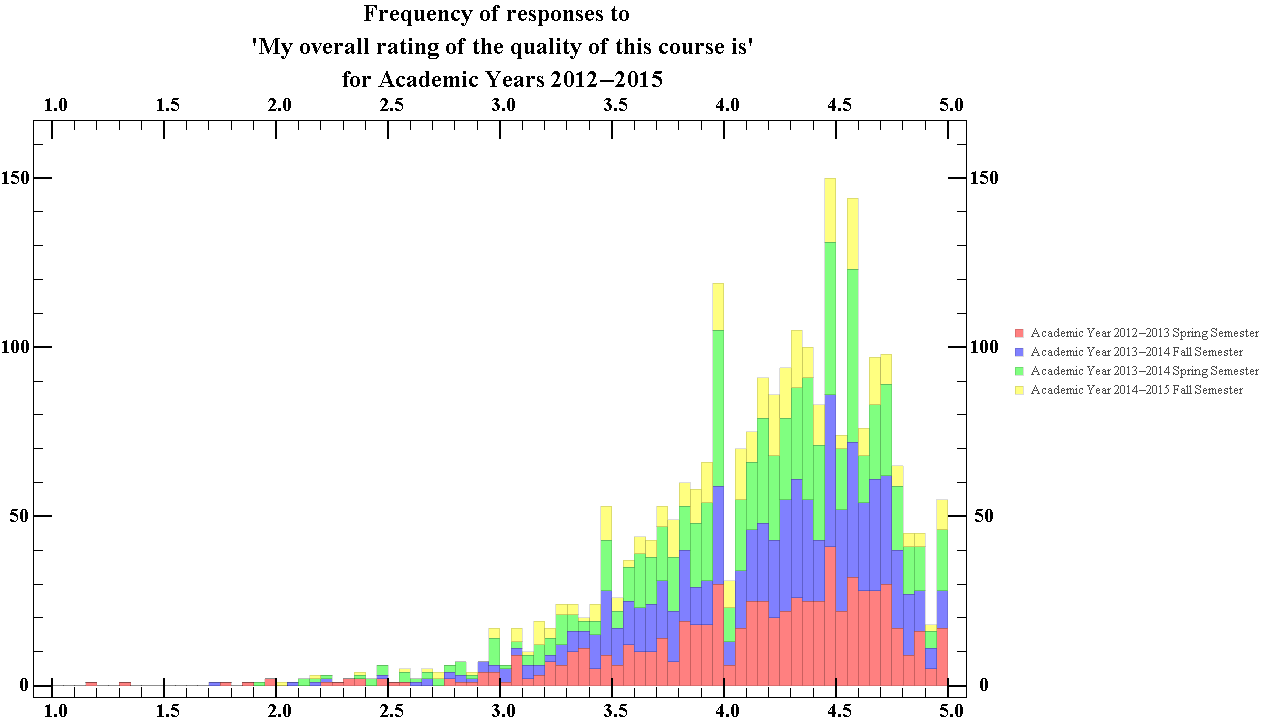 Frequency of responses to
'My overall rating of the quality of this course is'
for Academic Years 2012–2015
1.0 1.5 2.0 2.5 3.0 3.5 4.0 4.5 5.0
150 150
100 100
Academic Year 2012–2013 Spring Semester
Academic Year 2013–2014 Fall Semester
Academic Year 2013–2014 Spring Semester
Academic Year 2014–2015 Fall Semester
50 50
0 0
1.0 1.5 2.0 2.5 3.0 3.5 4.0 4.5 5.0